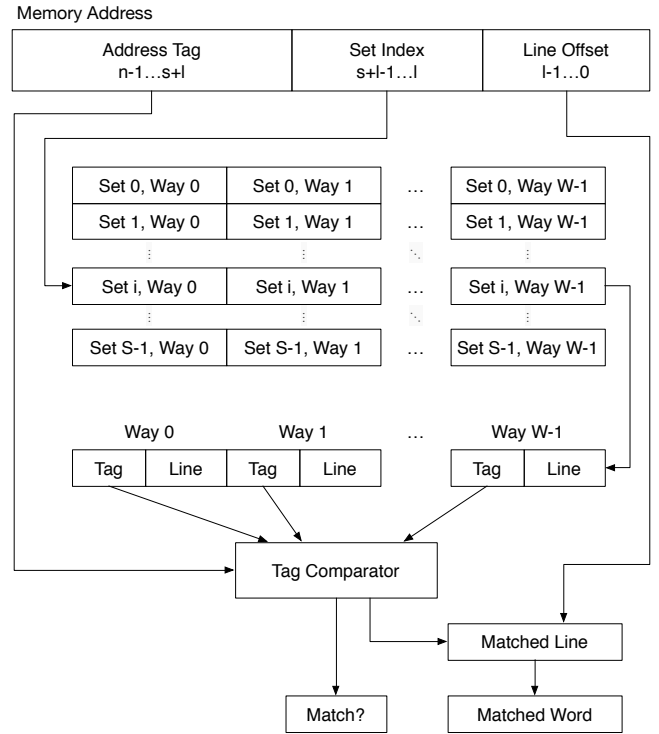 Memory Address
Address Tag Set Index Line Offset
n-1…s+l s+l-1…l l-1…0
Set 0, Way 0 Set 0, Way 1 … Set 0, Way W-1
Set 1, Way 0 Set 1, Way 1 … Set 1, Way W-1
⋮ ⋮ ⋱ ⋮
Set i, Way 0 Set i, Way 1 … Set i, Way W-1
⋮ ⋮ ⋱ ⋮
Set S-1, Way 0 Set S-1, Way 1 … Set S-1, Way W-1
Way 0 Way 1 … Way W-1
Tag Line Tag Line Tag Line
Tag Comparator
Matched Line
Match? Matched Word